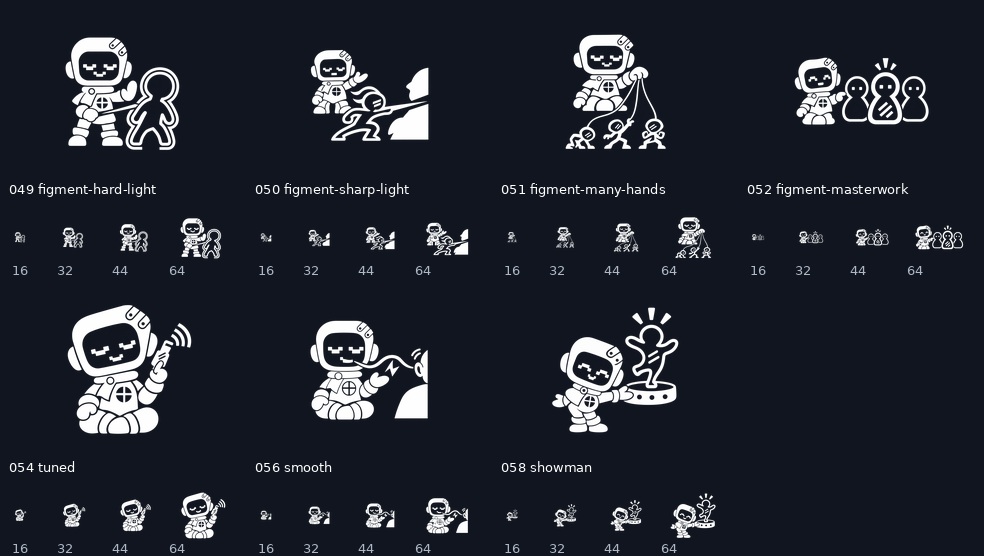 049 figment-hard-light
050 figment-sharp-light
051 figment-many-hands
052 figment-masterwork
16 32 44 64
16 32 44 64
16 32 44 64
16 32 44 64
054 tuned
056 smooth
058 showman
16 32 44 64
16 32 44 64
16 32 44 64